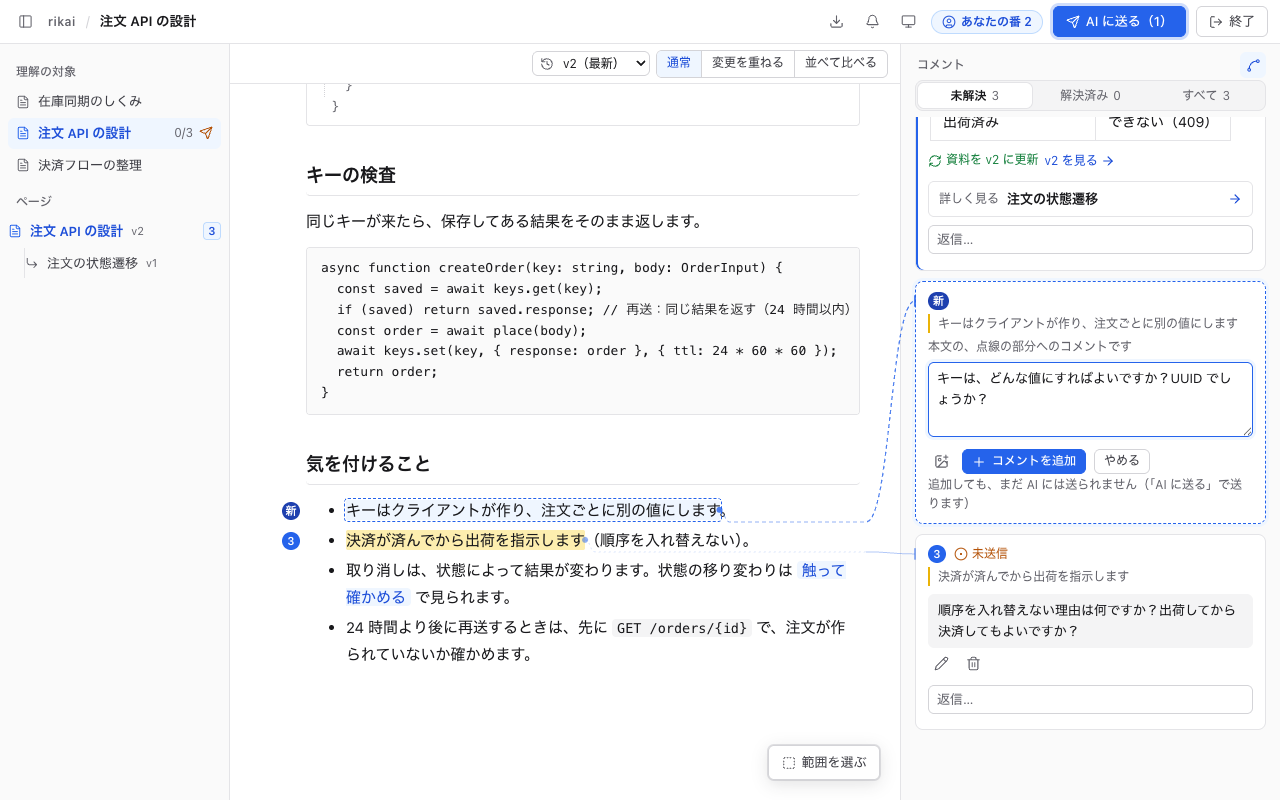 rikai / 注文 API の設計
あなたの番 2
AI に送る（1）
終了
理解の対象
在庫同期のしくみ
注文 API の設計 0/3
決済フローの整理
ページ
注文 API の設計 v2 3
注文の状態遷移 v1
v2（最新）
通常
変更を重ねる
並べて比べる
}
}
キーの検査
同じキーが来たら、保存してある結果をそのまま返します。
async function createOrder(key: string, body: OrderInput) {
const saved = await keys.get(key);
if (saved) return saved.response; // 再送：同じ結果を返す（24 時間以内）
const order = await place(body);
await keys.set(key, { response: order }, { ttl: 24 * 60 * 60 });
return order;
}
気を付けること
新
キーはクライアントが作り、注文ごとに別の値にします。
3
決済が済んでから出荷を指示します（順序を入れ替えない）。
取り消しは、状態によって結果が変わります。状態の移り変わりは 触って
確かめる で見られます。
24 時間より後に再送するときは、先に GET /orders/{id} で、注文が作
られていないか確かめます。
範囲を選ぶ
コメント
未解決 3
解決済み 0
すべて 3
出荷済み
できない（409）
資料を v2 に更新 v2 を見る →
詳しく見る 注文の状態遷移 →
返信...
新
キーはクライアントが作り、注文ごとに別の値にします
本文の、点線の部分へのコメントです
キーは、どんな値にすればよいですか？UUID でし
ょうか？
＋ コメントを追加
やめる
追加しても、まだ AI には送られません（「AI に送る」で送
ります）
3 未送信
決済が済んでから出荷を指示します
順序を入れ替えない理由は何ですか？出荷してから
決済してもよいですか？
返信...